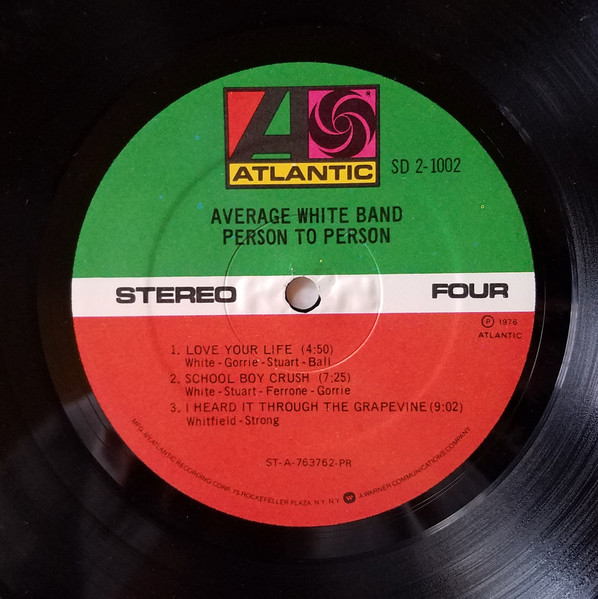 ATLANTIC
®
SD 2-1002
AVERAGE WHITE BAND
PERSON TO PERSON
STEREO FOUR
℗ 1976
ATLANTIC
1. LOVE YOUR LIFE (4:50)
White - Gorrie - Stuart - Ball
2. SCHOOL BOY CRUSH (7:25)
White - Stuart - Ferrone - Gorrie
3. I HEARD IT THROUGH THE GRAPEVINE (9:02)
Whitfield - Strong
ST-A-763762-PR
MFG. BY ATLANTIC RECORDING CORP., 75 ROCKEFELLER PLAZA, N.Y. N.Y. W A WARNER COMMUNICATIONS COMPANY